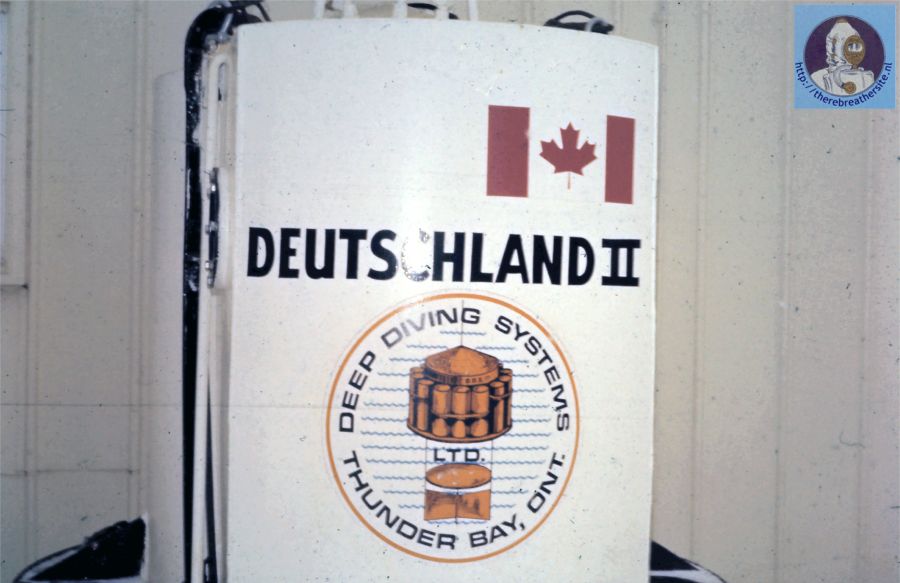 http://therebreathersite.nl
DEUTSCHLAND II
DEEP DIVING SYSTEMS
LTD.
THUNDER BAY, ONT.